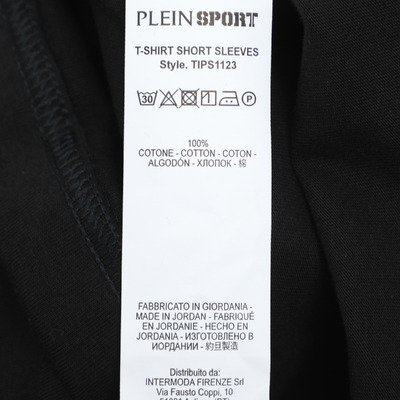 PLEIN SPORT
T-SHIRT SHORT SLEEVES
Style. TIPS1123
30 P
100%
COTONE - COTTON - COTON -
ALGODÓN - ХЛОПОК - 棉
FABBRICATO IN GIORDANIA -
MADE IN JORDAN - FABRIQUÉ
EN JORDANIE - HECHO EN
JORDANIA - ИЗГОТОВЛЕНО В
ИОРДАНИИ - 約旦製造
Distribuito da:
INTERMODA FIRENZE Srl
Via Fausto Coppi, 10